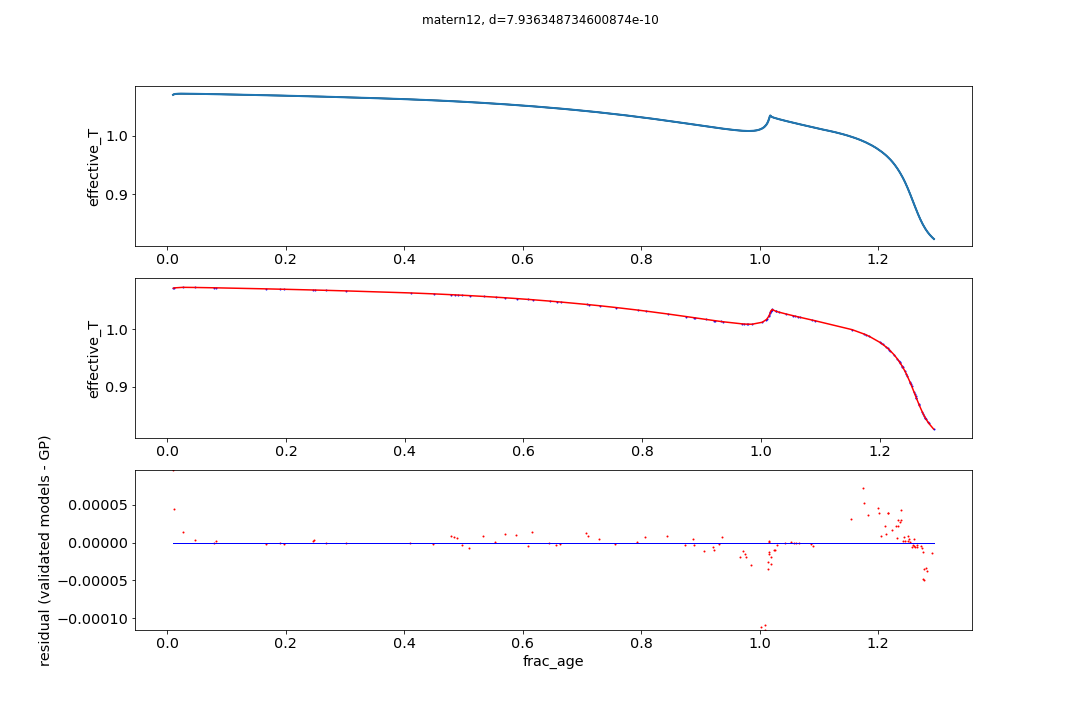 matern12, d=7.936348734600874e-10
effective_T
1.0
0.9
0.0 0.2 0.4 0.6 0.8 1.0 1.2
effective_T
1.0
0.9
0.0 0.2 0.4 0.6 0.8 1.0 1.2
residual (validated models - GP)
0.00005
0.00000
−0.00005
−0.00010
0.0 0.2 0.4 0.6 0.8 1.0 1.2
frac_age